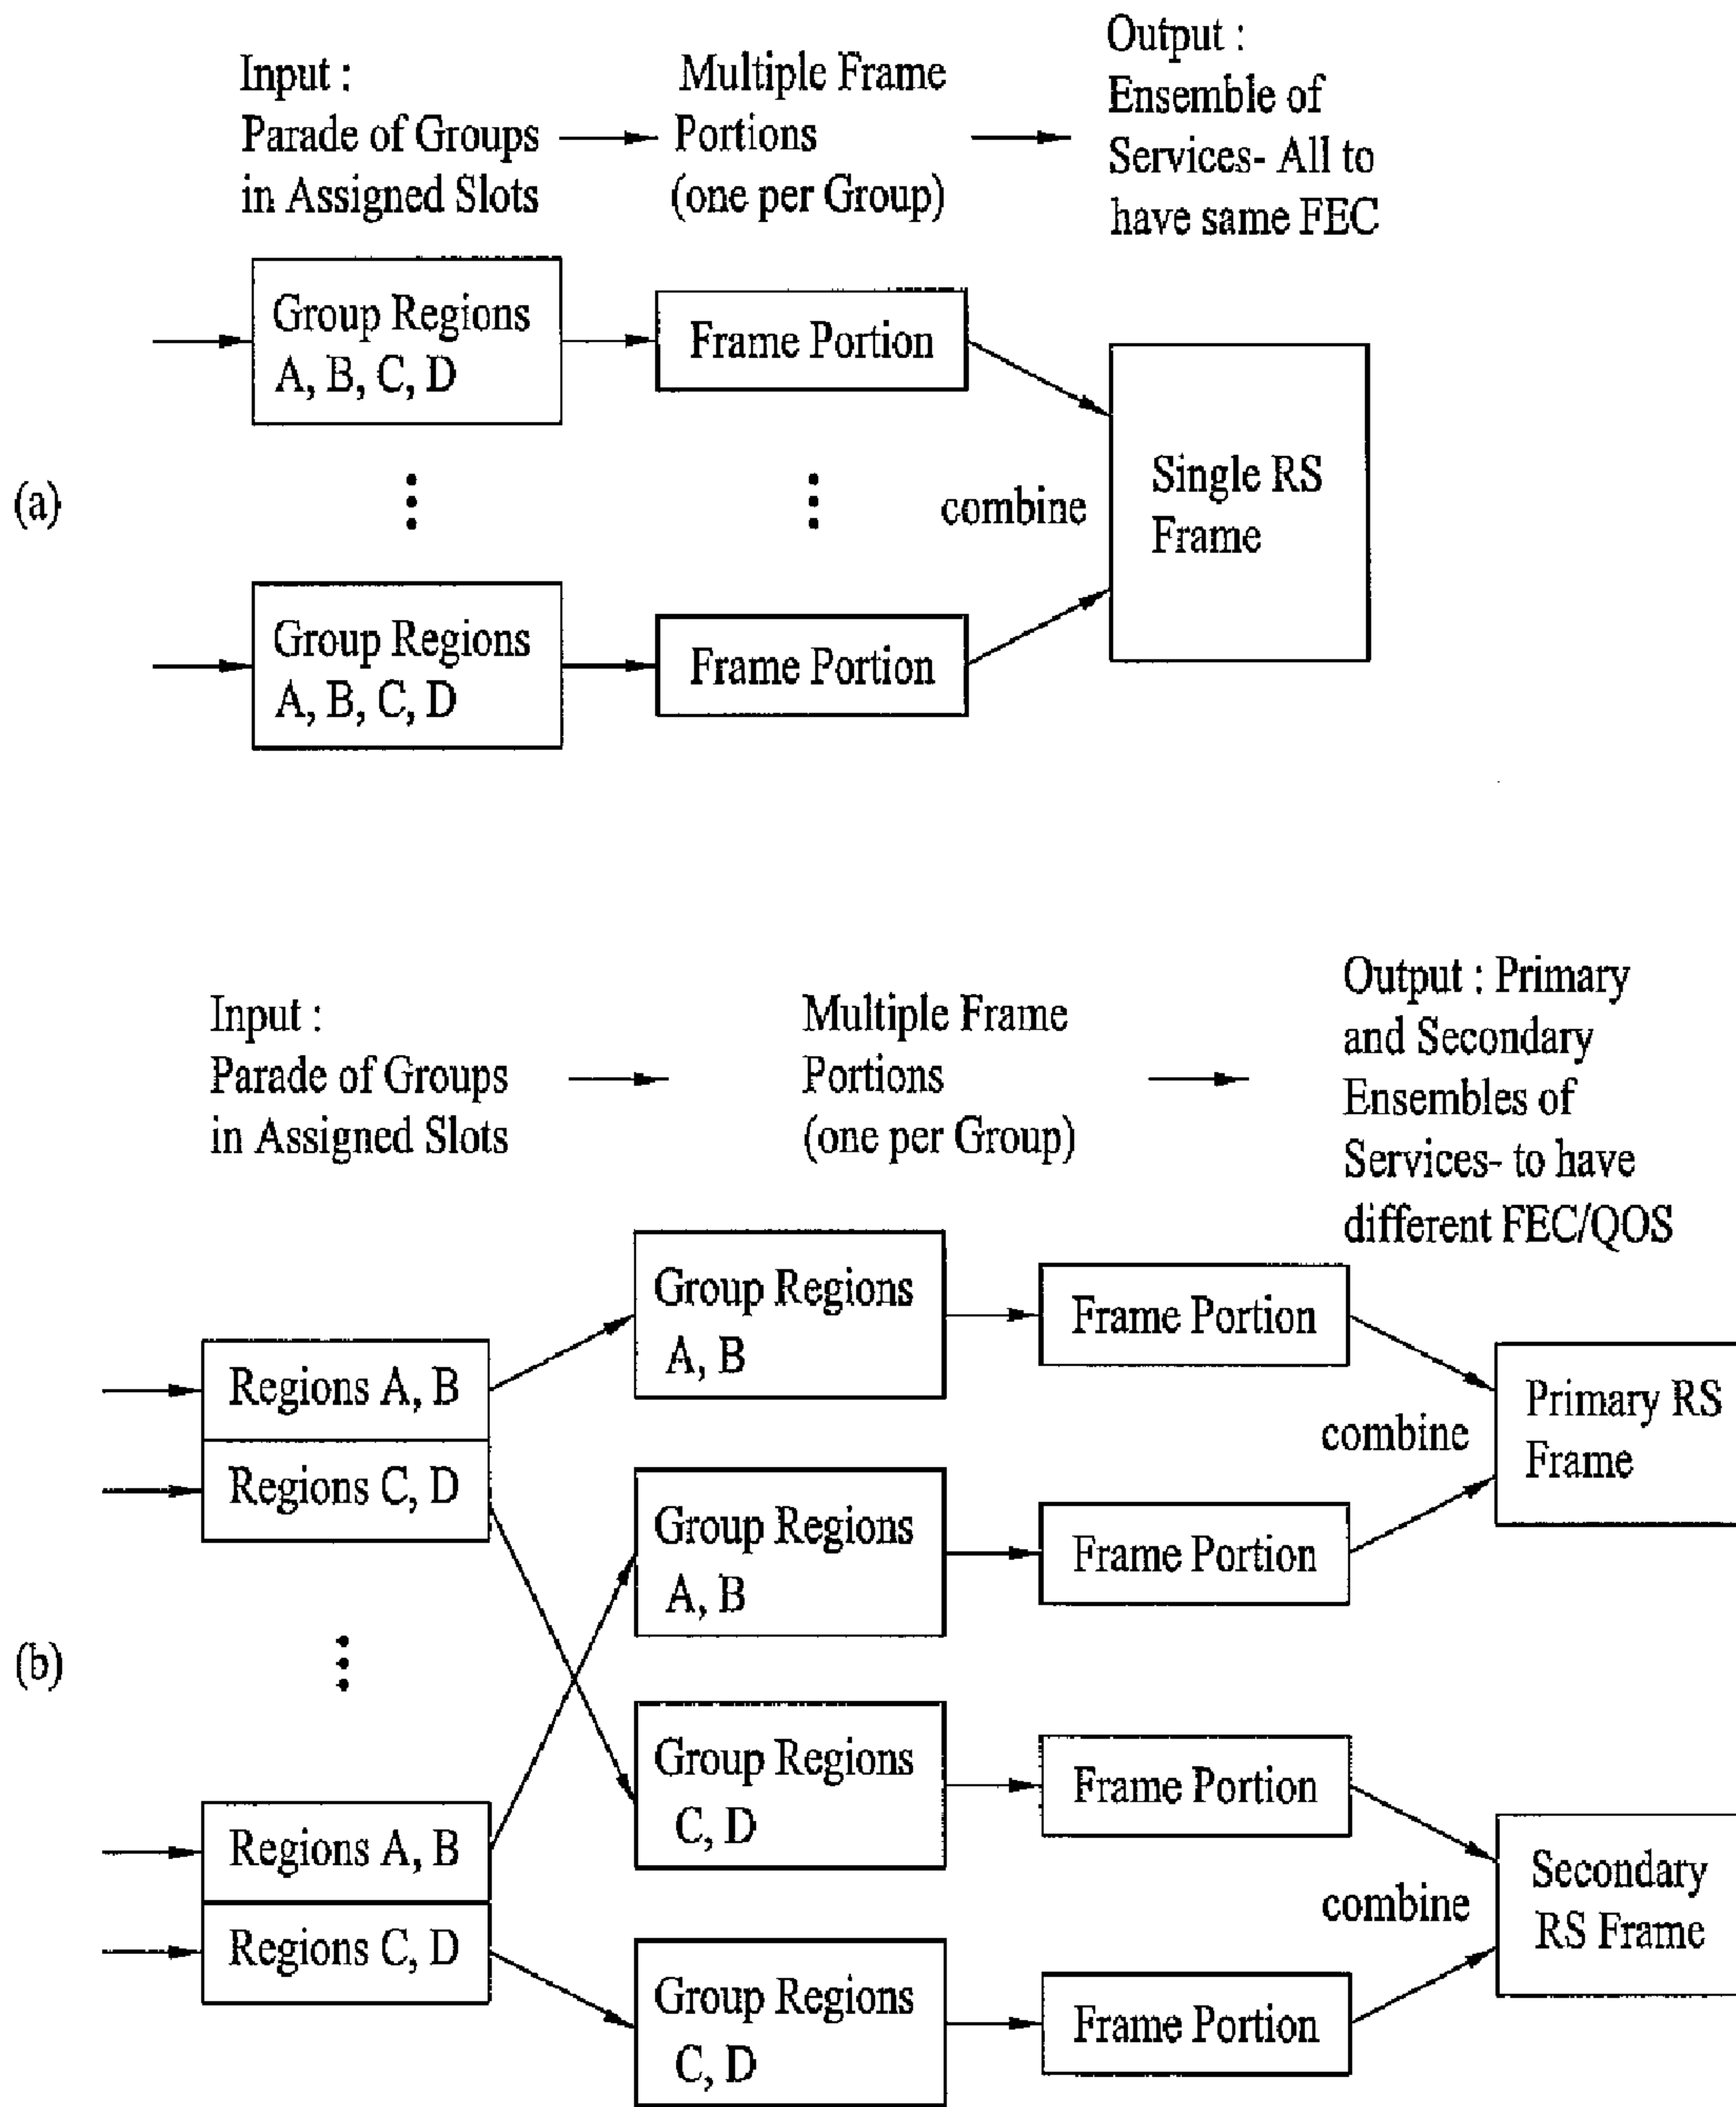 Input :
Parade of Groups
in Assigned Slots
Multiple Frame
Portions
(one per Group)
Output :
Ensemble of
Services- All to
have same FEC
(a)
Group Regions
A, B, C, D
Frame Portion
Group Regions
A, B, C, D
Frame Portion
combine
Single RS
Frame
Input :
Parade of Groups
in Assigned Slots
Multiple Frame
Portions
(one per Group)
Output : Primary
and Secondary
Ensembles of
Services- to have
different FEC/QOS
(b)
Regions A, B
Regions C, D
Regions A, B
Regions C, D
Group Regions
A, B
Group Regions
A, B
Group Regions
C, D
Group Regions
C, D
Frame Portion
Frame Portion
Frame Portion
Frame Portion
combine
combine
Primary RS
Frame
Secondary
RS Frame